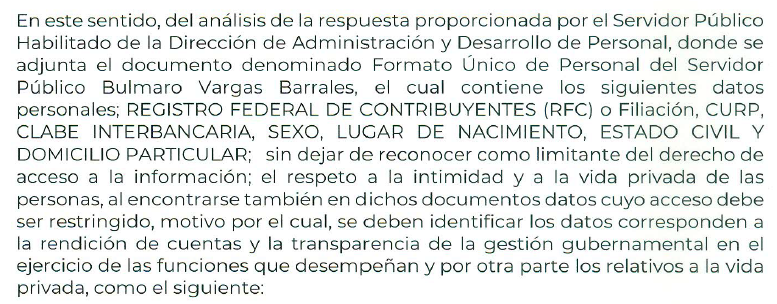 En este sentido, del análisis de la respuesta proporcionada por el Servidor Público
Habilitado de la Dirección de Administración y Desarrollo de Personal, donde se
adjunta el documento denominado Formato Único de Personal del Servidor
Público Bulmaro Vargas Barrales, el cual contiene los siguientes datos
personales; REGISTRO FEDERAL DE CONTRIBUYENTES (RFC) o Filiación, CURP,
CLABE INTERBANCARIA, SEXO, LUGAR DE NACIMIENTO, ESTADO CIVIL Y
DOMICILIO PARTICULAR; sin dejar de reconocer como limitante del derecho de
acceso a la información; el respeto a la intimidad y a la vida privada de las
personas, al encontrarse también en dichos documentos datos cuyo acceso debe
ser restringido, motivo por el cual, se deben identificar los datos corresponden a
la rendición de cuentas y la transparencia de la gestión gubernamental en el
ejercicio de las funciones que desempeñan y por otra parte los relativos a la vida
privada, como el siguiente: